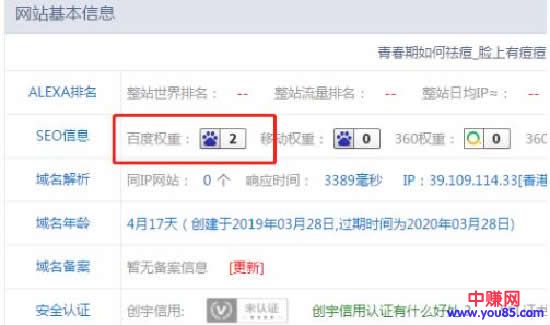 网站基本信息
青春期如何祛痘_脸上有痘痘
ALEXA排名 整站世界排名： -- 整站流量排名： -- 整站日均IP≈： --
SEO信息 百度权重： 2 移动权重： 0 360权重： 0 360
域名解析 同IP网站： 0 个 响应时间： 3389毫秒 IP：39.109.114.33[香港
域名年龄 4月17天（创建于2019年03月28日,过期时间为2020年03月28日）
域名备案 暂无备案信息 [更新]
安全认证 创宇信用： V 未认证 创宇信用认证有什么好处
中赚网
www.you85.com